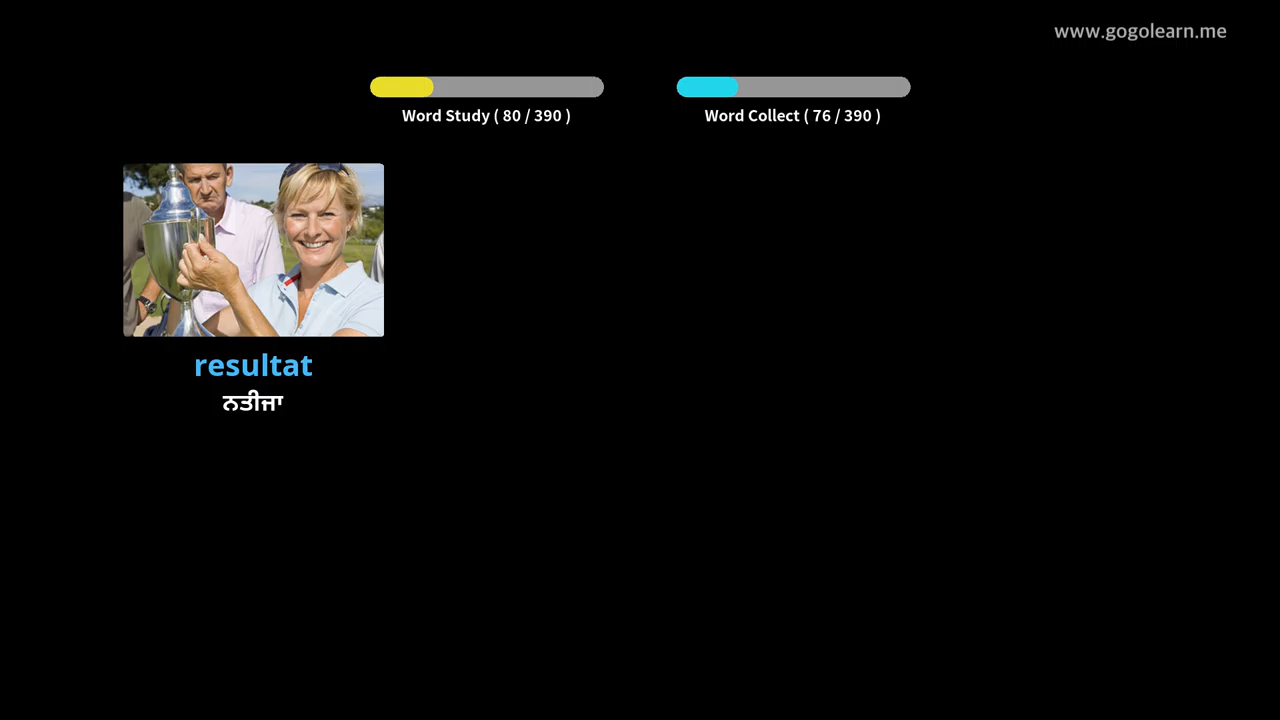 www.gogolearn.me
Word Study ( 80 / 390 )
Word Collect ( 76 / 390 )
resultat
ਨਤੀਜਾ